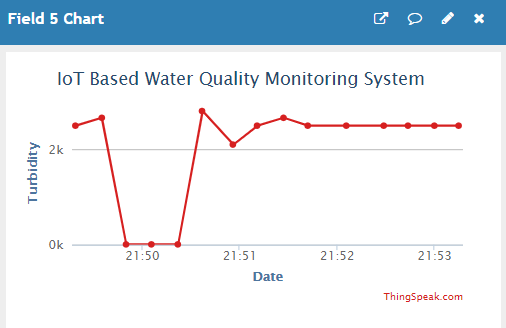 Field 5 Chart
IoT Based Water Quality Monitoring System
Turbidity
2k
0k
21:50 21:51 21:52 21:53
Date
ThingSpeak.com